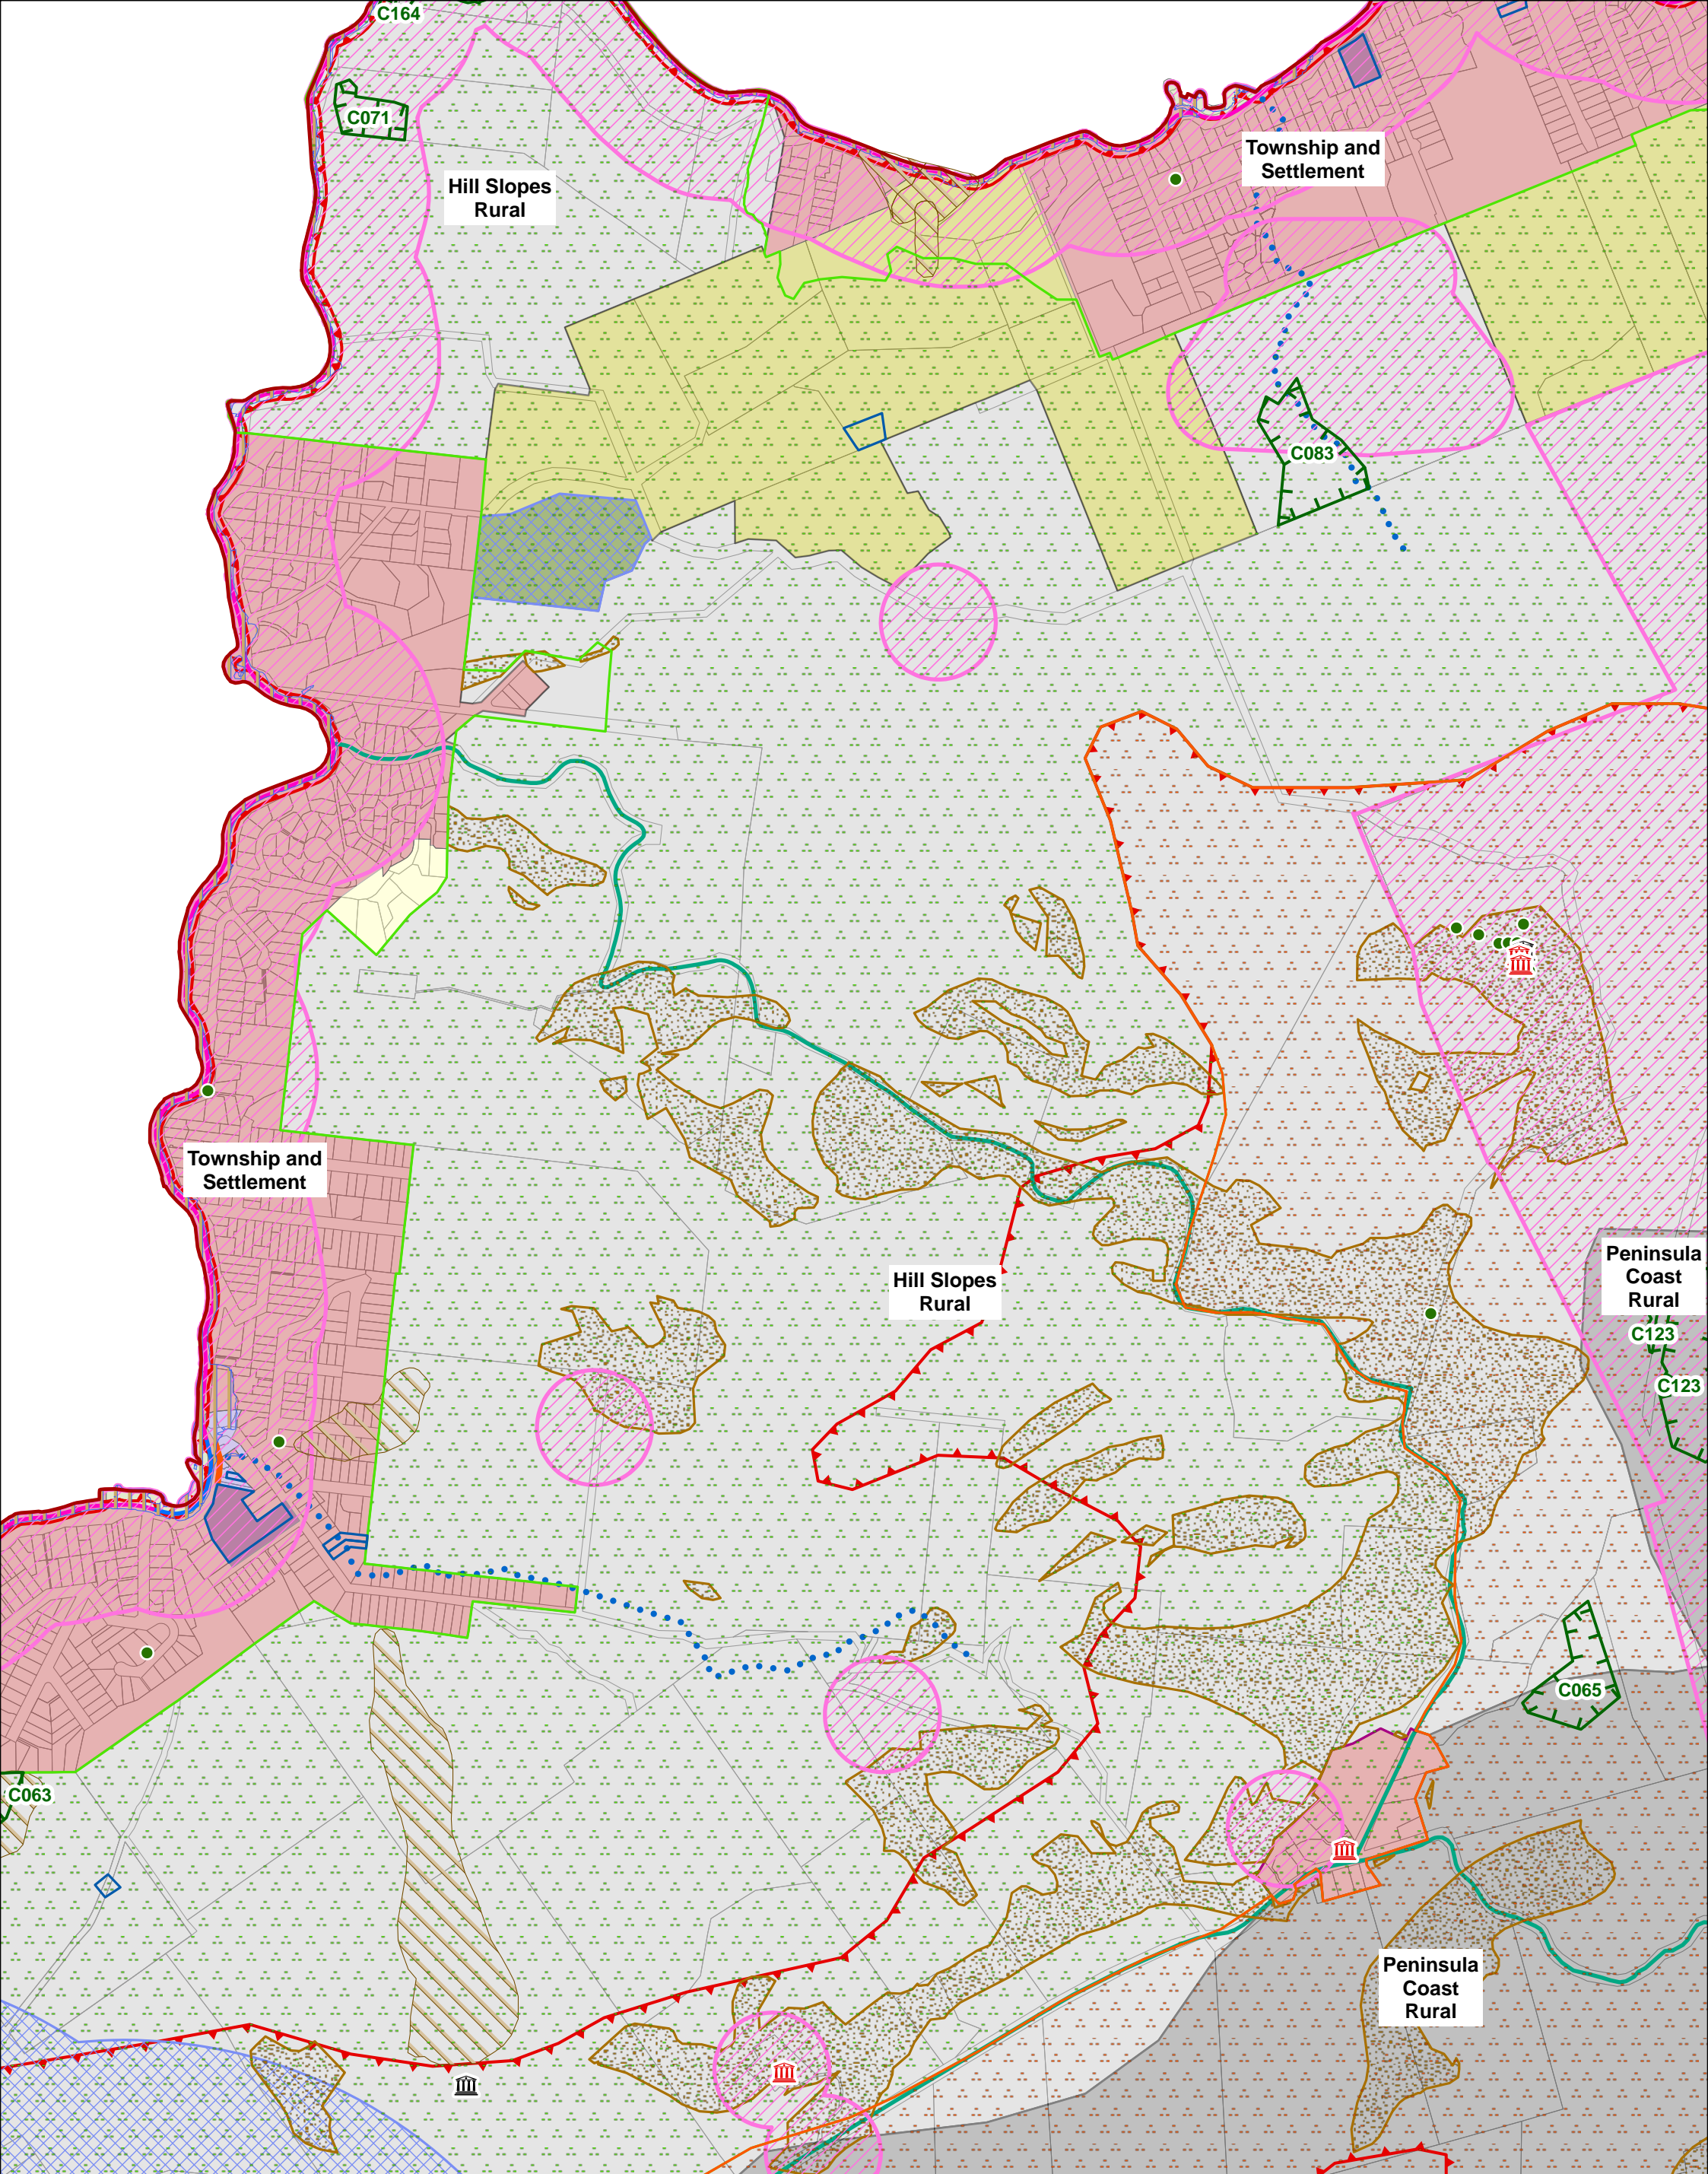 C164
C071
Hill Slopes
Rural
Township and
Settlement
C083
Township and
Settlement
Hill Slopes
Rural
Peninsula
Coast
Rural
C123
C123
C065
C063
Peninsula
Coast
Rural